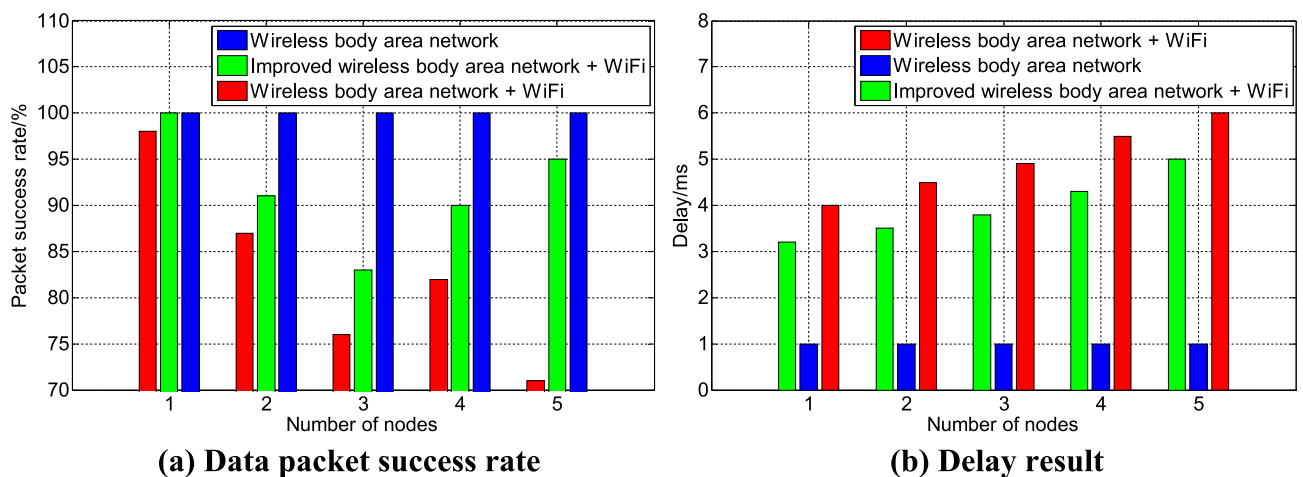 110
105
100
95
90
85
80
75
70
Packet success rate/%
Wireless body area network
Improved wireless body area network + WiFi
Wireless body area network + WiFi
1 2 3 4 5
Number of nodes
(a) Data packet success rate
8
7
6
5
4
3
2
1
0
Delay/ms
Wireless body area network + WiFi
Wireless body area network
Improved wireless body area network + WiFi
1 2 3 4 5
Number of nodes
(b) Delay result